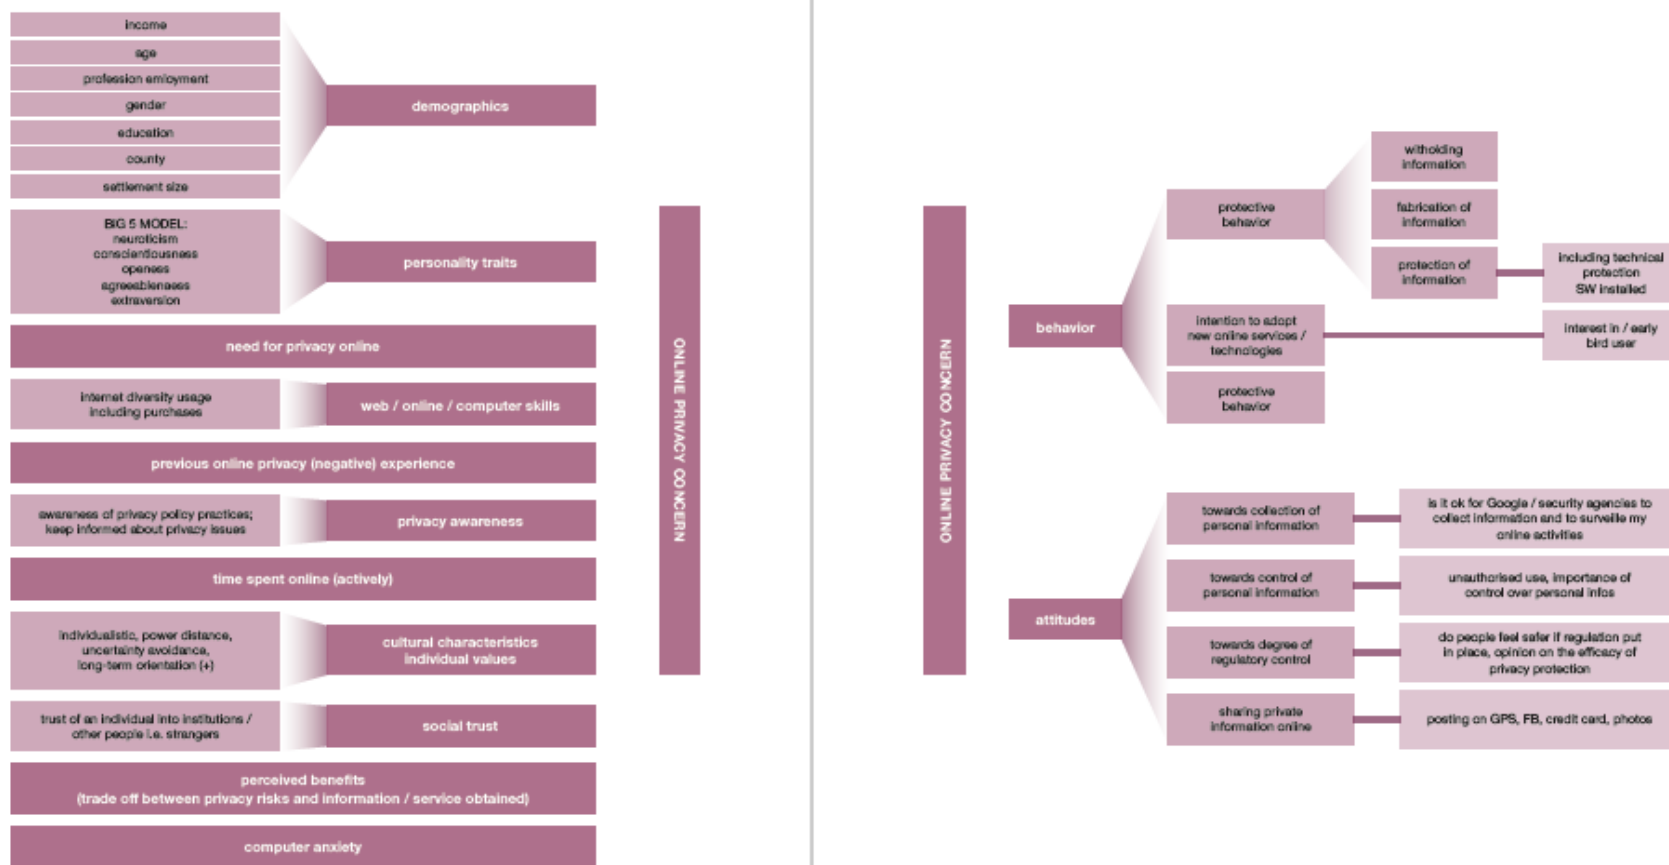 income
age
profession emloyment
gender
education
county
settlement size
demographics
BIG 5 MODEL:
neuroticism
conscientiousness
openess
agreeableness
extraversion
personality traits
need for privacy online
internet diversity usage
including purchases
web / online / computer skills
previous online privacy (negative) experience
awareness of privacy policy practices;
keep informed about privacy issues
privacy awareness
time spent online (actively)
individualistic, power distance,
uncertainty avoidance,
long-term orientation (+)
cultural characteristics
individual values
trust of an individual into institutions /
other people i.e. strangers
social trust
perceived benefits
(trade off between privacy risks and information / service obtained)
computer anxiety
ONLINE PRIVACY CONCERN
ONLINE PRIVACY CONCERN
behavior
protective
behavior
witholding
information
fabrication of
information
protection of
information
including technical
protection
SW installed
intention to adopt
new online services /
technologies
interest in / early
bird user
protective
behavior
attitudes
towards collection of
personal information
is it ok for Google / security agencies to
collect information and to surveille my
online activities
towards control of
personal information
unauthorised use, importance of
control over personal infos
towards degree of
regulatory control
do people feel safer if regulation put
in place, opinion on the efficacy of
privacy protection
sharing private
information online
posting on GPS, FB, credit card, photos